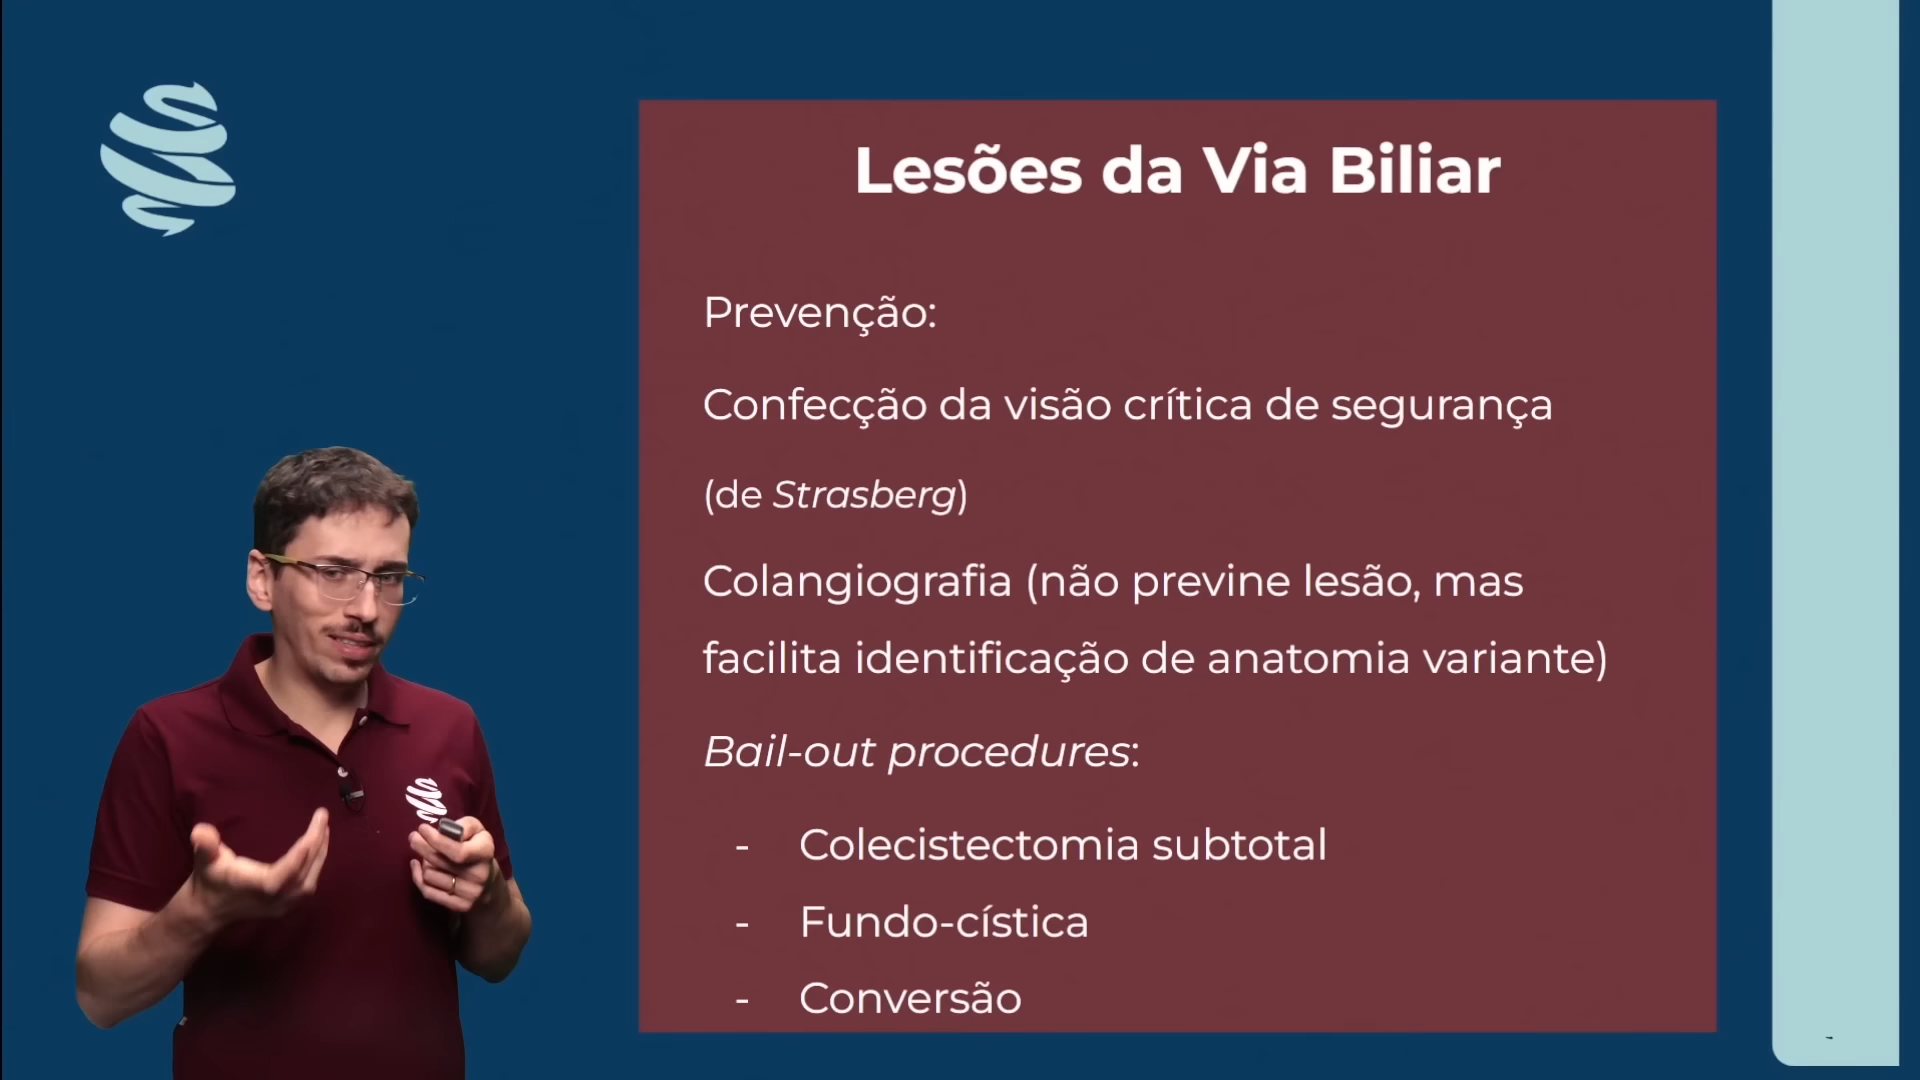 Lesões da Via Biliar
Prevenção:
Confecção da visão crítica de segurança
(de Strasberg)
Colangiografia (não previne lesão, mas
facilita identificação de anatomia variante)
Bail-out procedures:
- Colecistectomia subtotal
- Fundo-cística
- Conversão